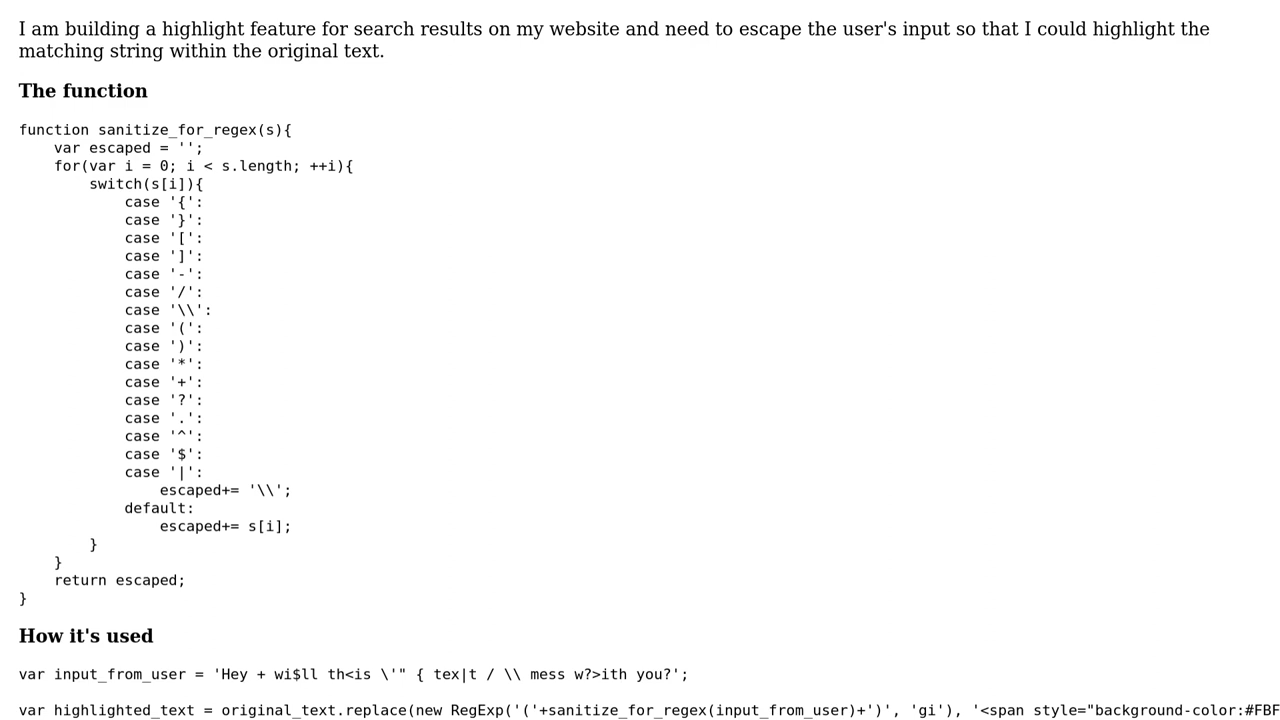 I am building a highlight feature for search results on my website and need to escape the user's input so that I could highlight the
matching string within the original text.
The function
function sanitize_for_regex(s){
    var escaped = '';
    for(var i = 0; i < s.length; ++i){
        switch(s[i]){
            case '{':
            case '}':
            case '[':
            case ']':
            case '-':
            case '/':
            case '\\':
            case '(':
            case ')':
            case '*':
            case '+':
            case '?':
            case '.':
            case '^':
            case '$':
            case '|':
                escaped+= '\\';
            default:
                escaped+= s[i];
        }
    }
    return escaped;
}
How it's used
var input_from_user = 'Hey + wi$ll th<is \'" { tex|t / \\ mess w?>ith you?';
var highlighted_text = original_text.replace(new RegExp('('+sanitize_for_regex(input_from_user)+')', 'gi'), '<span style="background-color:#FBF